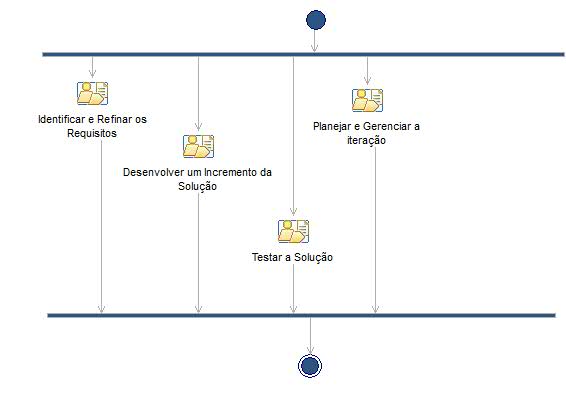 Identificar e Refinar os
Requisitos
Desenvolver um Incremento da
Solução
Testar a Solução
Planejar e Gerenciar a
iteração